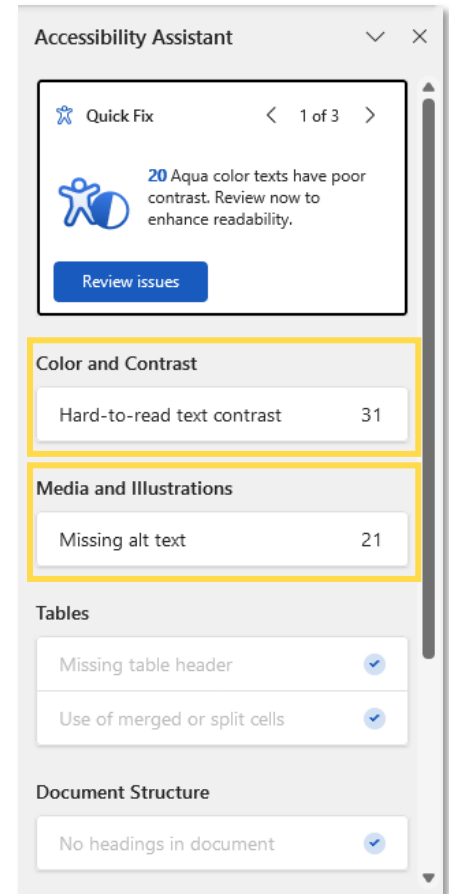 Accessibility Assistant
Quick Fix
1 of 3
20 Aqua color texts have poor
contrast. Review now to
enhance readability.
Review issues
Color and Contrast
Hard-to-read text contrast 31
Media and Illustrations
Missing alt text 21
Tables
Missing table header
Use of merged or split cells
Document Structure
No headings in document